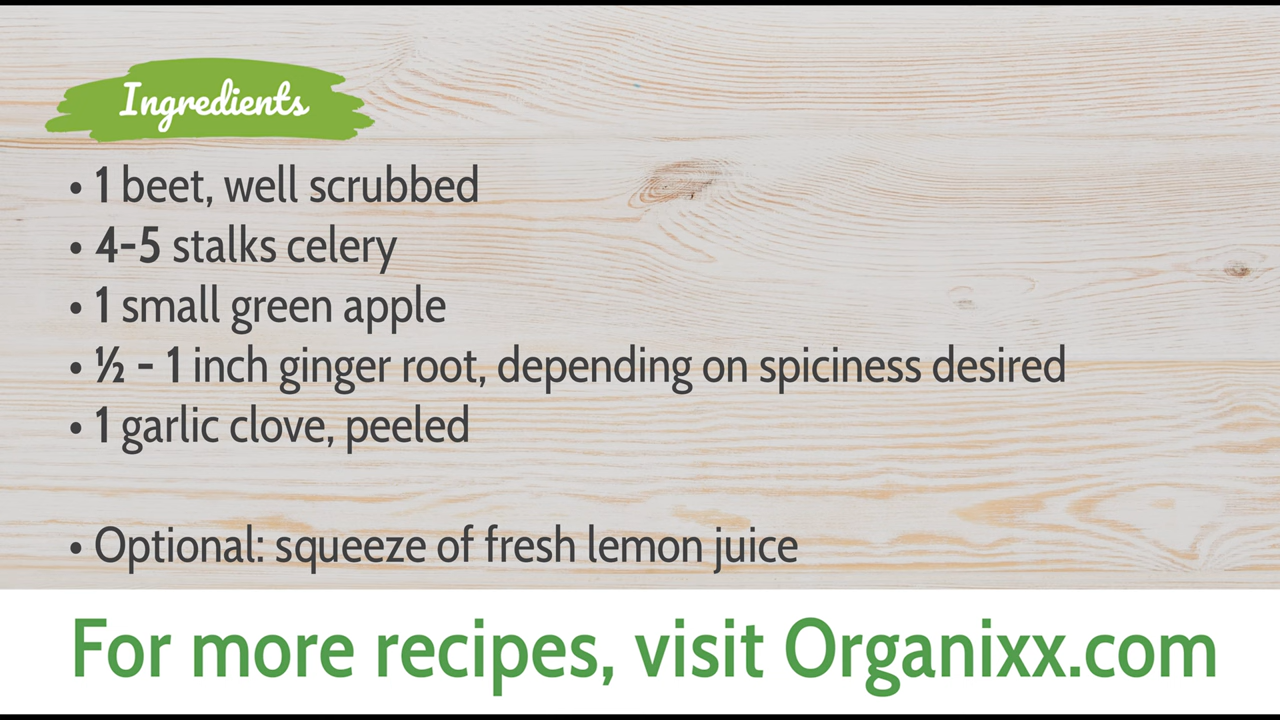 Ingredients
• 1 beet, well scrubbed
• 4-5 stalks celery
• 1 small green apple
• ½ - 1 inch ginger root, depending on spiciness desired
• 1 garlic clove, peeled
• Optional: squeeze of fresh lemon juice
For more recipes, visit Organixx.com